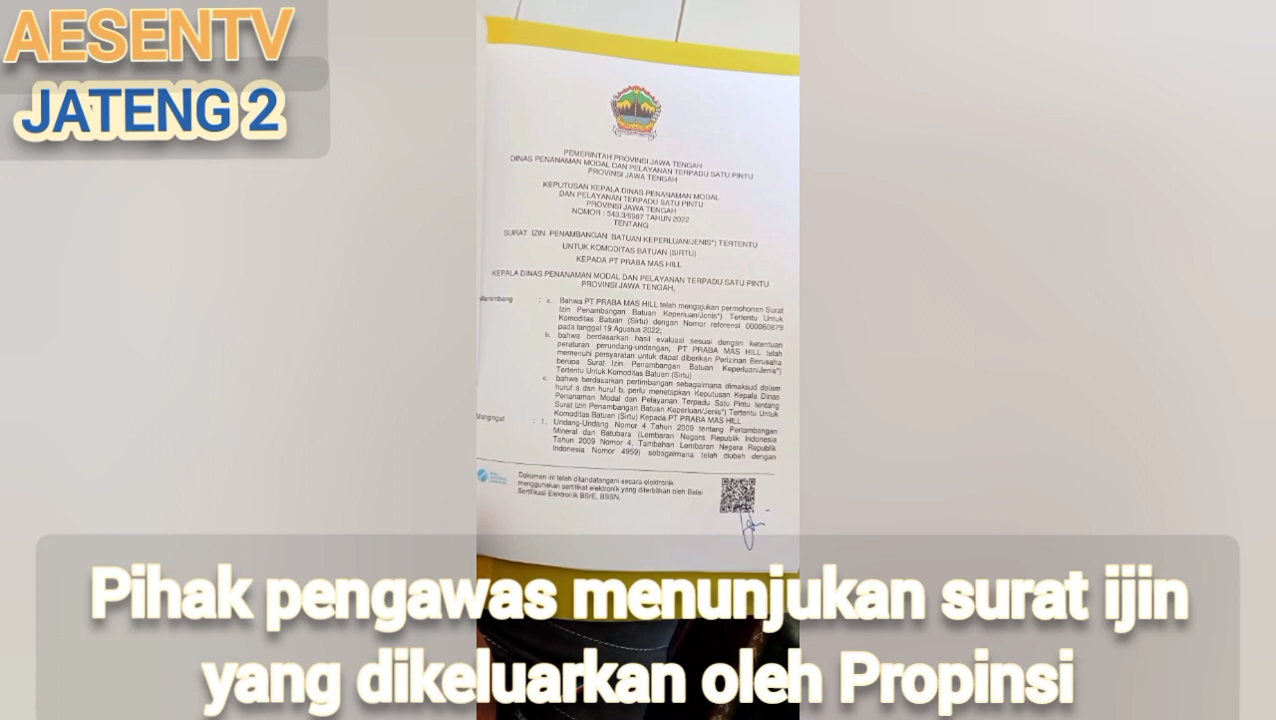 AESENTV
JATENG 2
PEMERINTAH PROVINSI JAWA TENGAH
DINAS PENANAMAN MODAL DAN PELAYANAN TERPADU SATU PINTU
PROVINSI JAWA TENGAH
KEPUTUSAN KEPALA DINAS PENANAMAN MODAL
DAN PELAYANAN TERPADU SATU PINTU
PROVINSI JAWA TENGAH
NOMOR : 543.3/6987 TAHUN 2022
TENTANG
SURAT IZIN PENAMBANGAN BATUAN KEPERLUAN/JENIS*) TERTENTU
UNTUK KOMODITAS BATUAN (SIRTU)
KEPADA PT PRABA MAS HILL
KEPALA DINAS PENANAMAN MODAL DAN PELAYANAN TERPADU SATU PINTU
PROVINSI JAWA TENGAH,
Menimbang : a. Bahwa PT PRABA MAS HILL telah mengajukan permohonan Surat
Izin Penambangan Batuan Keperluan/Jenis*) Tertentu Untuk
Komoditas Batuan (Sirtu) dengan Nomor referensi 000060879
pada tanggal 19 Agustus 2022;
b. bahwa berdasarkan hasil evaluasi sesuai dengan ketentuan
peraturan perundang-undangan, PT PRABA MAS HILL telah
memenuhi persyaratan untuk dapat diberikan Perizinan Berusaha
berupa Surat Izin Penambangan Batuan Keperluan/Jenis*)
Tertentu Untuk Komoditas Batuan (Sirtu)
c. bahwa berdasarkan pertimbangan sebagaimana dimaksud dalam
huruf a dan huruf b, perlu menetapkan Keputusan Kepala Dinas
Penanaman Modal dan Pelayanan Terpadu Satu Pintu tentang
Surat Izin Penambangan Batuan Keperluan/Jenis*) Tertentu Untuk
Komoditas Batuan (Sirtu) Kepada PT PRABA MAS HILL
Mengingat : 1. Undang-Undang Nomor 4 Tahun 2009 tentang Pertambangan
Mineral dan Batubara (Lembaran Negara Republik Indonesia
Tahun 2009 Nomor 4, Tambahan Lambaran Negara Republik
Indonesia Nomor 4959) sebagaimana telah diubah dengan
Dokumen ini telah ditandatangani secara elektronik
menggunakan sertifikat elektronik yang diterbitkan oleh Balai
Sertifikasi Elektronik BSrE, BSSN.
Pihak pengawas menunjukan surat ijin
yang dikeluarkan oleh Propinsi